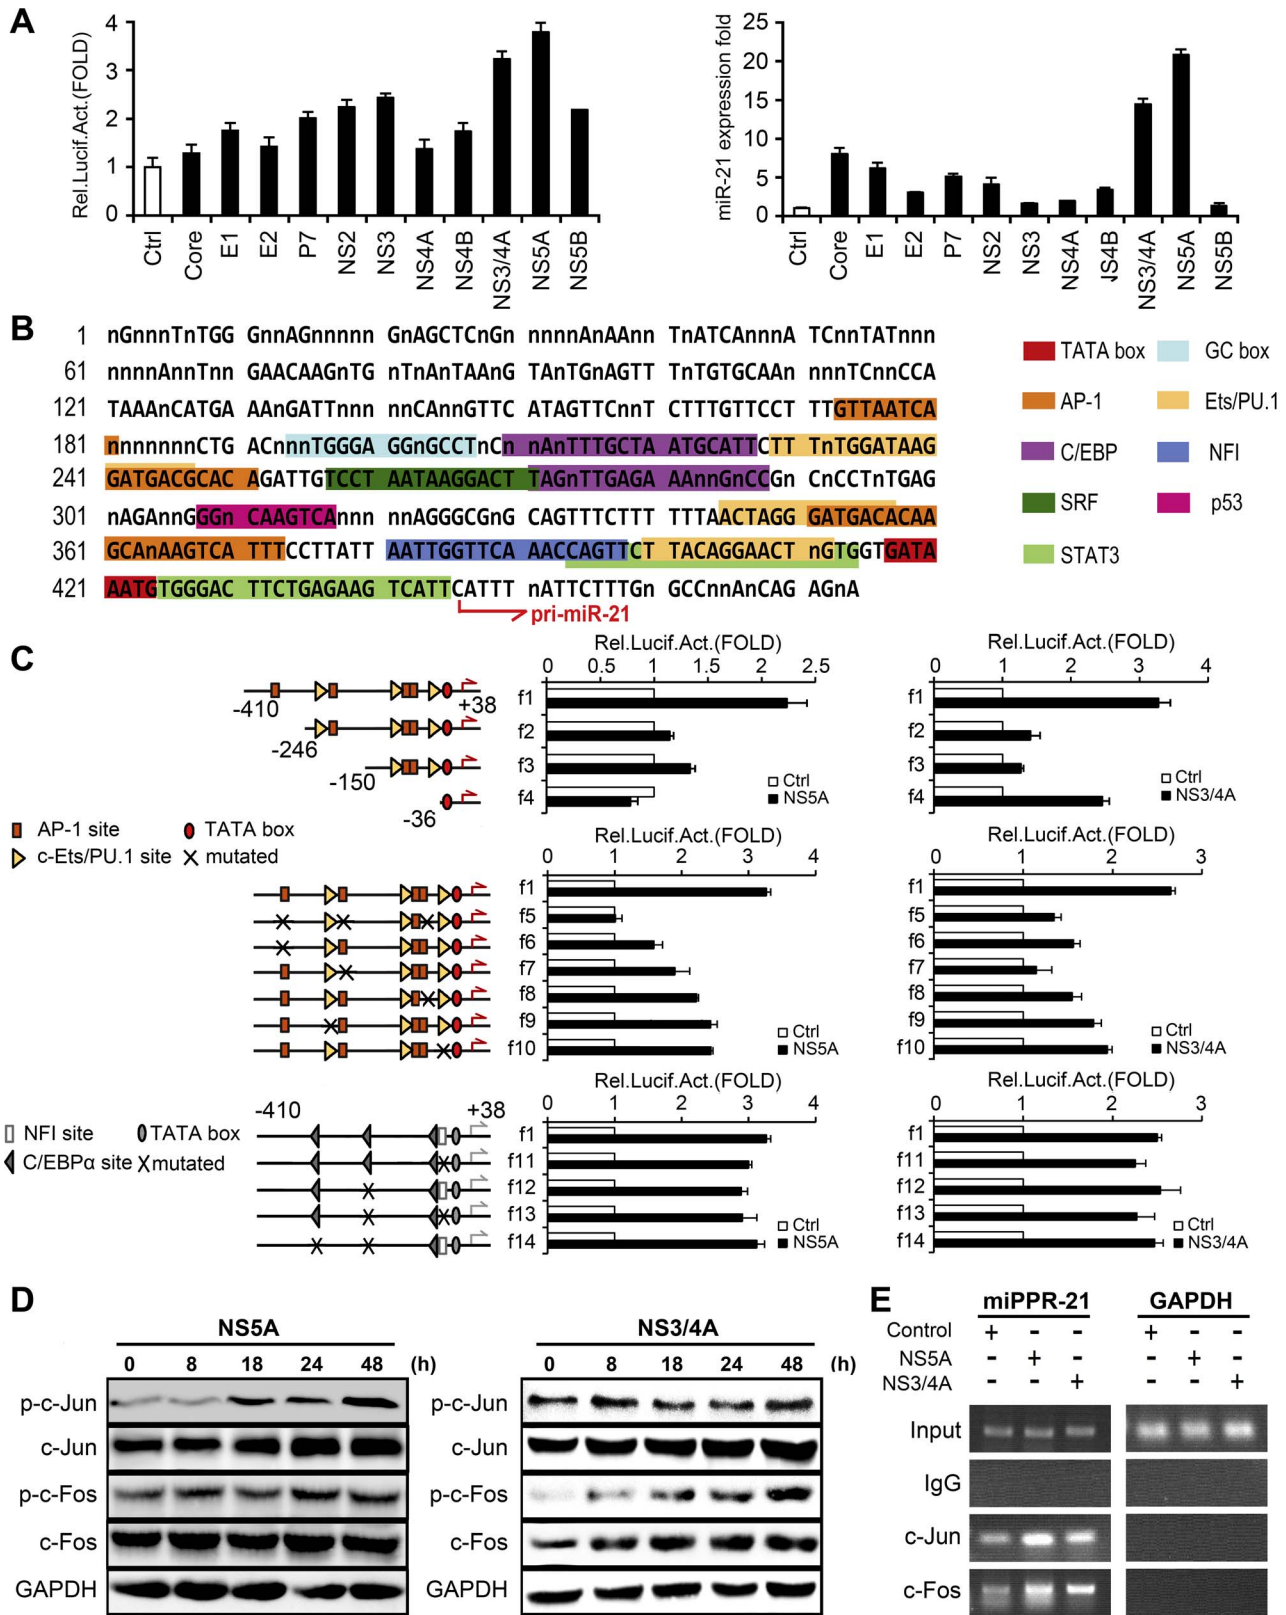 A
Rel.Lucif.Act.(FOLD)
4
3
2
1
0
Ctrl
Core
E1
E2
P7
NS2
NS3
NS4A
NS4B
NS3/4A
NS5A
NS5B
miR-21 expression fold
25
20
15
10
5
0
Ctrl
Core
E1
E2
P7
NS2
NS3
NS4A
NS4B
NS3/4A
NS5A
NS5B
B
1 nGnnnTnTGG GnnAGnnnnn GnAGCTCnGn nnnnAnAAnn TnATCAnnnA TCnnTATnnn
61 nnnnAnnTnn GAACAAGnTG nTnAnTAAnG TAnTGnAGTT TnTGTGCAAn nnnTCnnCCA
121 TAAAnCATGA AAnGATTnnn nnCAnnGTTC ATAGTTCnnT CTTTGTTCCT TTGTTAATCA
181 nnnnnnnCTG ACnnnTGGGA GGnGCCTnCn nAnTTTGCTA ATGCATTCTT TnTGGATAAG
241 GATGACGCAC AGATTGTCCT AATAAGGACT TAGnTTGAGA AAnnGnCCGn CnCCTnTGAG
301 nAGAnnGGGn CAAGTCAnnn nnAGGGCGnG CAGTTTCTTT TTTAACTAGG GATGACACAA
361 GCAnAAGTCA TTTCCTTATT AATTGGTTCA AACCAGTTCT TACAGGAACT nGTGGTGATA
421 AATGTGGGAC TTCTGAGAAG TCATTCATTT nATTCTTTGn GCCnnAnCAG AGnA
pri-miR-21
TATA box
GC box
AP-1
Ets/PU.1
C/EBP
NFI
SRF
p53
STAT3
C
-410
+38
-246
-150
-36
AP-1 site
TATA box
c-Ets/PU.1 site
mutated
Rel.Lucif.Act.(FOLD)
0 0.5 1 1.5 2 2.5
f1
f2
f3
f4
Ctrl
NS5A
Rel.Lucif.Act.(FOLD)
0 1 2 3 4
f1
f2
f3
f4
Ctrl
NS3/4A
Rel.Lucif.Act.(FOLD)
0 1 2 3 4
f1
f5
f6
f7
f8
f9
f10
Ctrl
NS5A
Rel.Lucif.Act.(FOLD)
0 1 2 3
f1
f5
f6
f7
f8
f9
f10
Ctrl
NS3/4A
-410
+38
NFI site
TATA box
C/EBPα site
mutated
Rel.Lucif.Act.(FOLD)
0 1 2 3 4
f1
f11
f12
f13
f14
Ctrl
NS5A
Rel.Lucif.Act.(FOLD)
0 1 2 3
f1
f11
f12
f13
f14
Ctrl
NS3/4A
D
NS5A
0 8 18 24 48 (h)
p-c-Jun
c-Jun
p-c-Fos
c-Fos
GAPDH
NS3/4A
0 8 18 24 48 (h)
p-c-Jun
c-Jun
p-c-Fos
c-Fos
GAPDH
E
miPPR-21 GAPDH
Control + - - + - -
NS5A - + - - + -
NS3/4A - - + - - +
Input
IgG
c-Jun
c-Fos